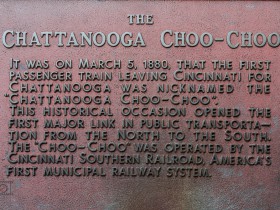 THE
CHATTANOOGA CHOO-CHOO
IT WAS ON MARCH 5, 1880, THAT THE FIRST
PASSENGER TRAIN LEAVING CINCINNATI FOR
CHATTANOOGA WAS NICKNAMED THE
"CHATTANOOGA CHOO-CHOO".
THIS HISTORICAL OCCASION OPENED THE
FIRST MAJOR LINK IN PUBLIC TRANSPORTA-
TION FROM THE NORTH TO THE SOUTH.
THE "CHOO-CHOO" WAS OPERATED BY THE
CINCINNATI SOUTHERN RAILROAD, AMERICA'S
FIRST MUNICIPAL RAILWAY SYSTEM.